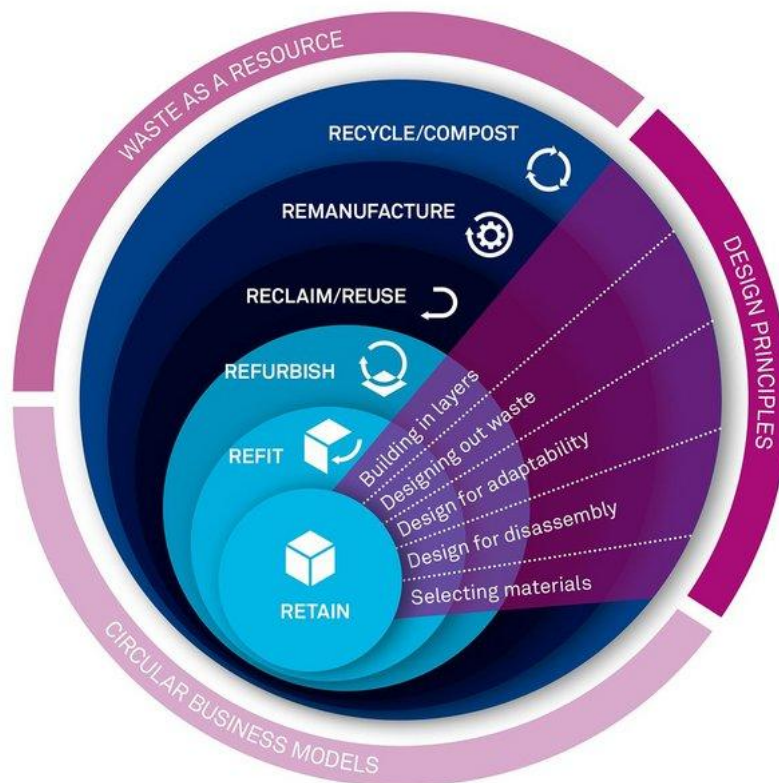 WASTE AS A RESOURCE
RECYCLE/COMPOST
REMANUFACTURE
RECLAIM/REUSE
REFURBISH
REFIT
RETAIN
Building in layers
Designing out waste
Design for adaptability
Design for disassembly
Selecting materials
DESIGN PRINCIPLES
CIRCULAR BUSINESS MODELS